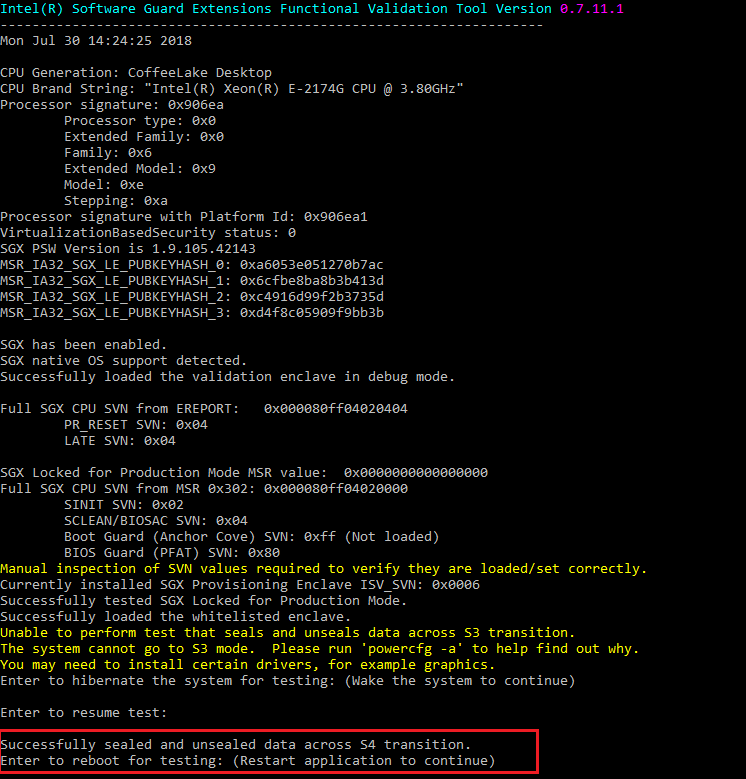 Intel(R) Software Guard Extensions Functional Validation Tool Version 0.7.11.1
--------------------------------------------------------------------
Mon Jul 30 14:24:25 2018
CPU Generation: CoffeeLake Desktop
CPU Brand String: "Intel(R) Xeon(R) E-2174G CPU @ 3.80GHz"
Processor signature: 0x906ea
Processor type: 0x0
Extended Family: 0x0
Family: 0x6
Extended Model: 0x9
Model: 0xe
Stepping: 0xa
Processor signature with Platform Id: 0x906ea1
VirtualizationBasedSecurity status: 0
SGX PSW Version is 1.9.105.42143
MSR_IA32_SGX_LE_PUBKEYHASH_0: 0xa6053e051270b7ac
MSR_IA32_SGX_LE_PUBKEYHASH_1: 0x6cfbe8ba8b3b413d
MSR_IA32_SGX_LE_PUBKEYHASH_2: 0xc4916d99f2b3735d
MSR_IA32_SGX_LE_PUBKEYHASH_3: 0xd4f8c05909f9bb3b
SGX has been enabled.
SGX native OS support detected.
Successfully loaded the validation enclave in debug mode.
Full SGX CPU SVN from EREPORT:   0x000080ff04020404
PR_RESET SVN: 0x04
LATE SVN: 0x04
SGX Locked for Production Mode MSR value:  0x0000000000000000
Full SGX CPU SVN from MSR 0x302: 0x000080ff04020000
SINIT SVN: 0x02
SCLEAN/BIOSAC SVN: 0x04
Boot Guard (Anchor Cove) SVN: 0xff (Not loaded)
BIOS Guard (PFAT) SVN: 0x80
Manual inspection of SVN values required to verify they are loaded/set correctly.
Currently installed SGX Provisioning Enclave ISV_SVN: 0x0006
Successfully tested SGX Locked for Production Mode.
Successfully loaded the whitelisted enclave.
Unable to perform test that seals and unseals data across S3 transition.
The system cannot go to S3 mode.  Please run 'powercfg -a' to help find out why.
You may need to install certain drivers, for example graphics.
Enter to hibernate the system for testing: (Wake the system to continue)
Enter to resume test:
Successfully sealed and unsealed data across S4 transition.
Enter to reboot for testing: (Restart application to continue)